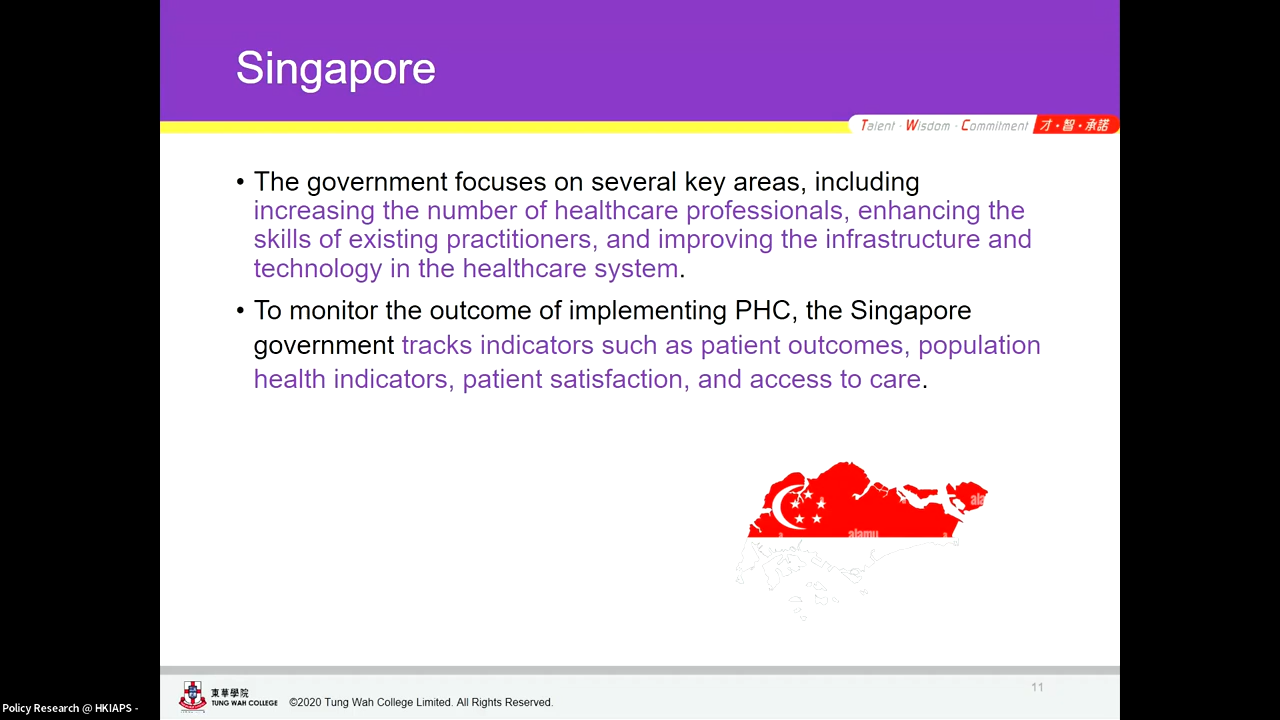 Singapore
Talent · Wisdom · Commitment 才・智・承諾
• The government focuses on several key areas, including
increasing the number of healthcare professionals, enhancing the
skills of existing practitioners, and improving the infrastructure and
technology in the healthcare system.
• To monitor the outcome of implementing PHC, the Singapore
government tracks indicators such as patient outcomes, population
health indicators, patient satisfaction, and access to care.
alamy
11
東華學院
TUNG WAH COLLEGE
©2020 Tung Wah College Limited. All Rights Reserved.
Policy Research @ HKIAPS -